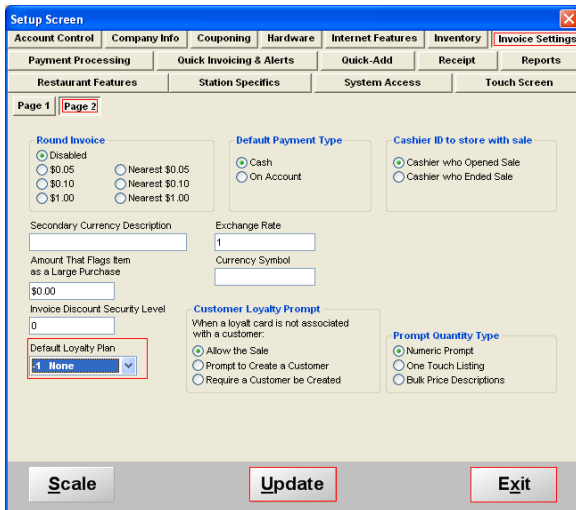 Setup Screen
Account Control Company Info Couponing Hardware Internet Features Inventory Invoice Settings
Payment Processing Quick Invoicing & Alerts Quick-Add Receipt Reports
Restaurant Features Station Specifics System Access Touch Screen
Page 1 Page 2
Round Invoice Default Payment Type Cashier ID to store with sale
Disabled Cash Cashier who Opened Sale
$0.05 Nearest $0.05 On Account Cashier who Ended Sale
$0.10 Nearest $0.10
$1.00 Nearest $1.00
Secondary Currency Description Exchange Rate
1
Amount That Flags Item Currency Symbol
as a Large Purchase
$0.00
Invoice Discount Security Level Customer Loyalty Prompt
0 When a loyalt card is not associated
with a customer:
Prompt Quantity Type
Default Loyalty Plan Allow the Sale Numeric Prompt
-1 None Prompt to Create a Customer One Touch Listing
Require a Customer be Created Bulk Price Descriptions
Scale Update Exit